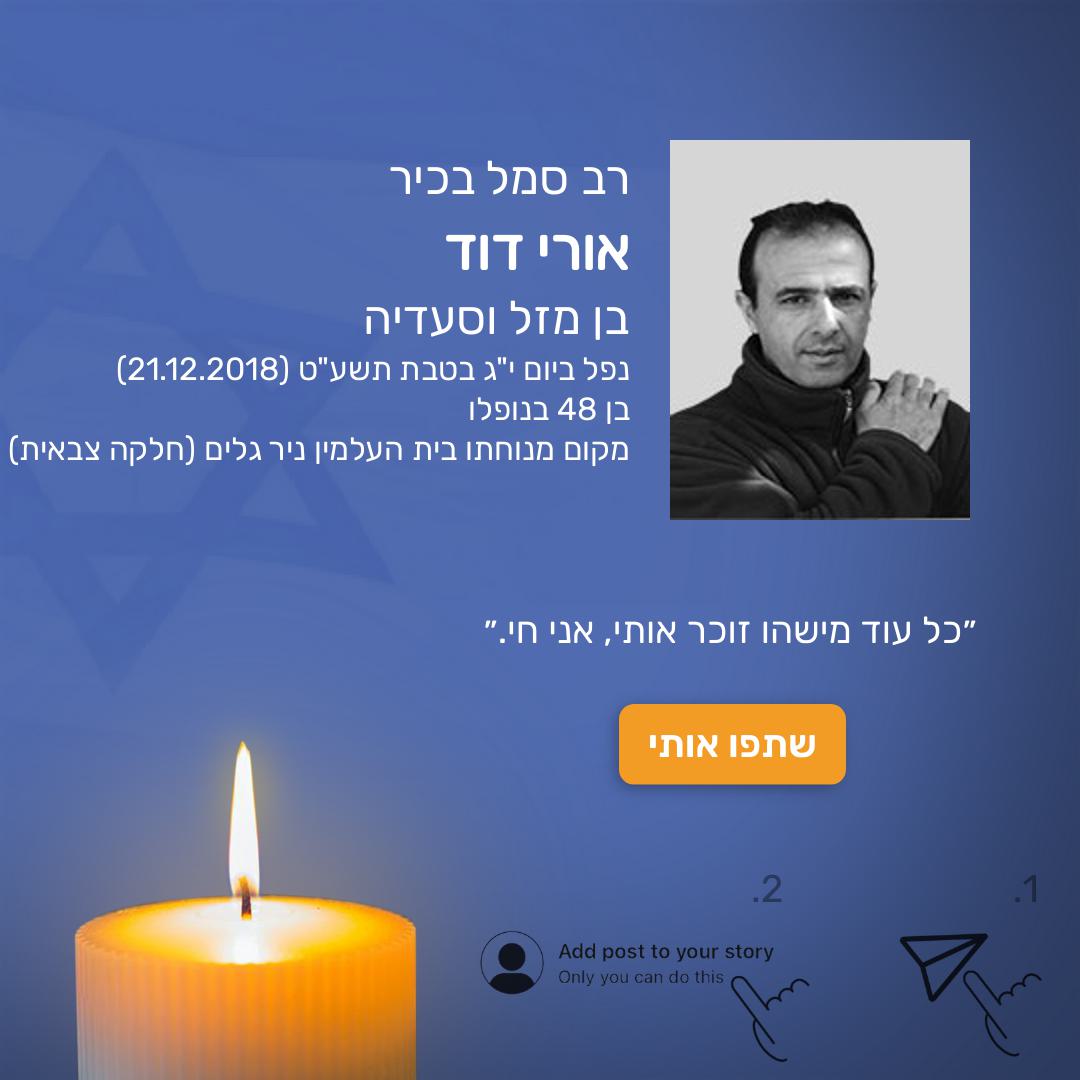 רב סמל בכיר
אורי דוד
בן מזל וסעדיה
נפל ביום י"ג בטבת תשע"ט (21.12.2018)
בן 48 בנופלו
מקום מנוחתו בית העלמין ניר גלים (חלקה צבאית)
״כל עוד מישהו זוכר אותי, אני חי.״
שתפו אותי
1.
2.
Add post to your story
Only you can do this